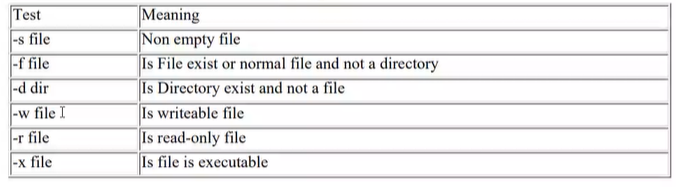 Test Meaning
-s file Non empty file
-f file Is File exist or normal file and not a directory
-d dir Is Directory exist and not a file
-w file Is writeable file
-r file Is read-only file
-x file Is file is executable